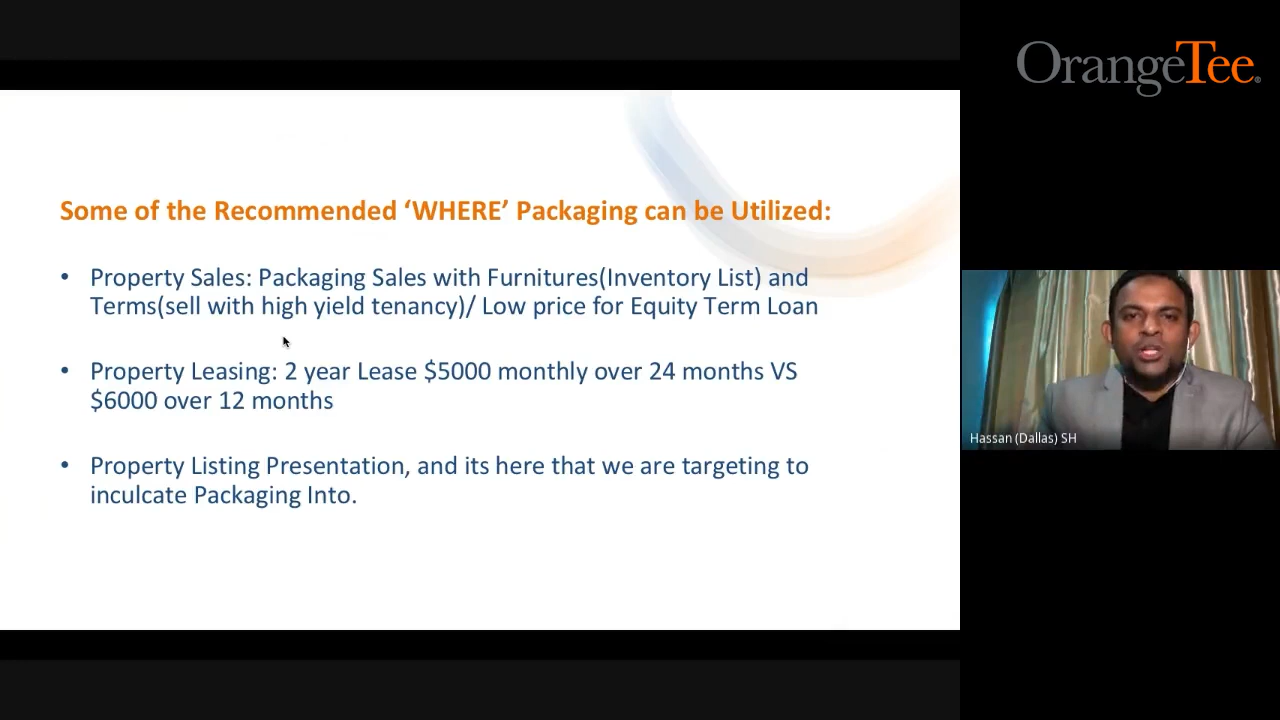 OrangeTee
Some of the Recommended ‘WHERE’ Packaging can be Utilized:
• Property Sales: Packaging Sales with Furnitures(Inventory List) and
Terms(sell with high yield tenancy)/ Low price for Equity Term Loan
• Property Leasing: 2 year Lease $5000 monthly over 24 months VS
$6000 over 12 months
• Property Listing Presentation, and its here that we are targeting to
inculcate Packaging Into.
Hassan (Dallas) SH